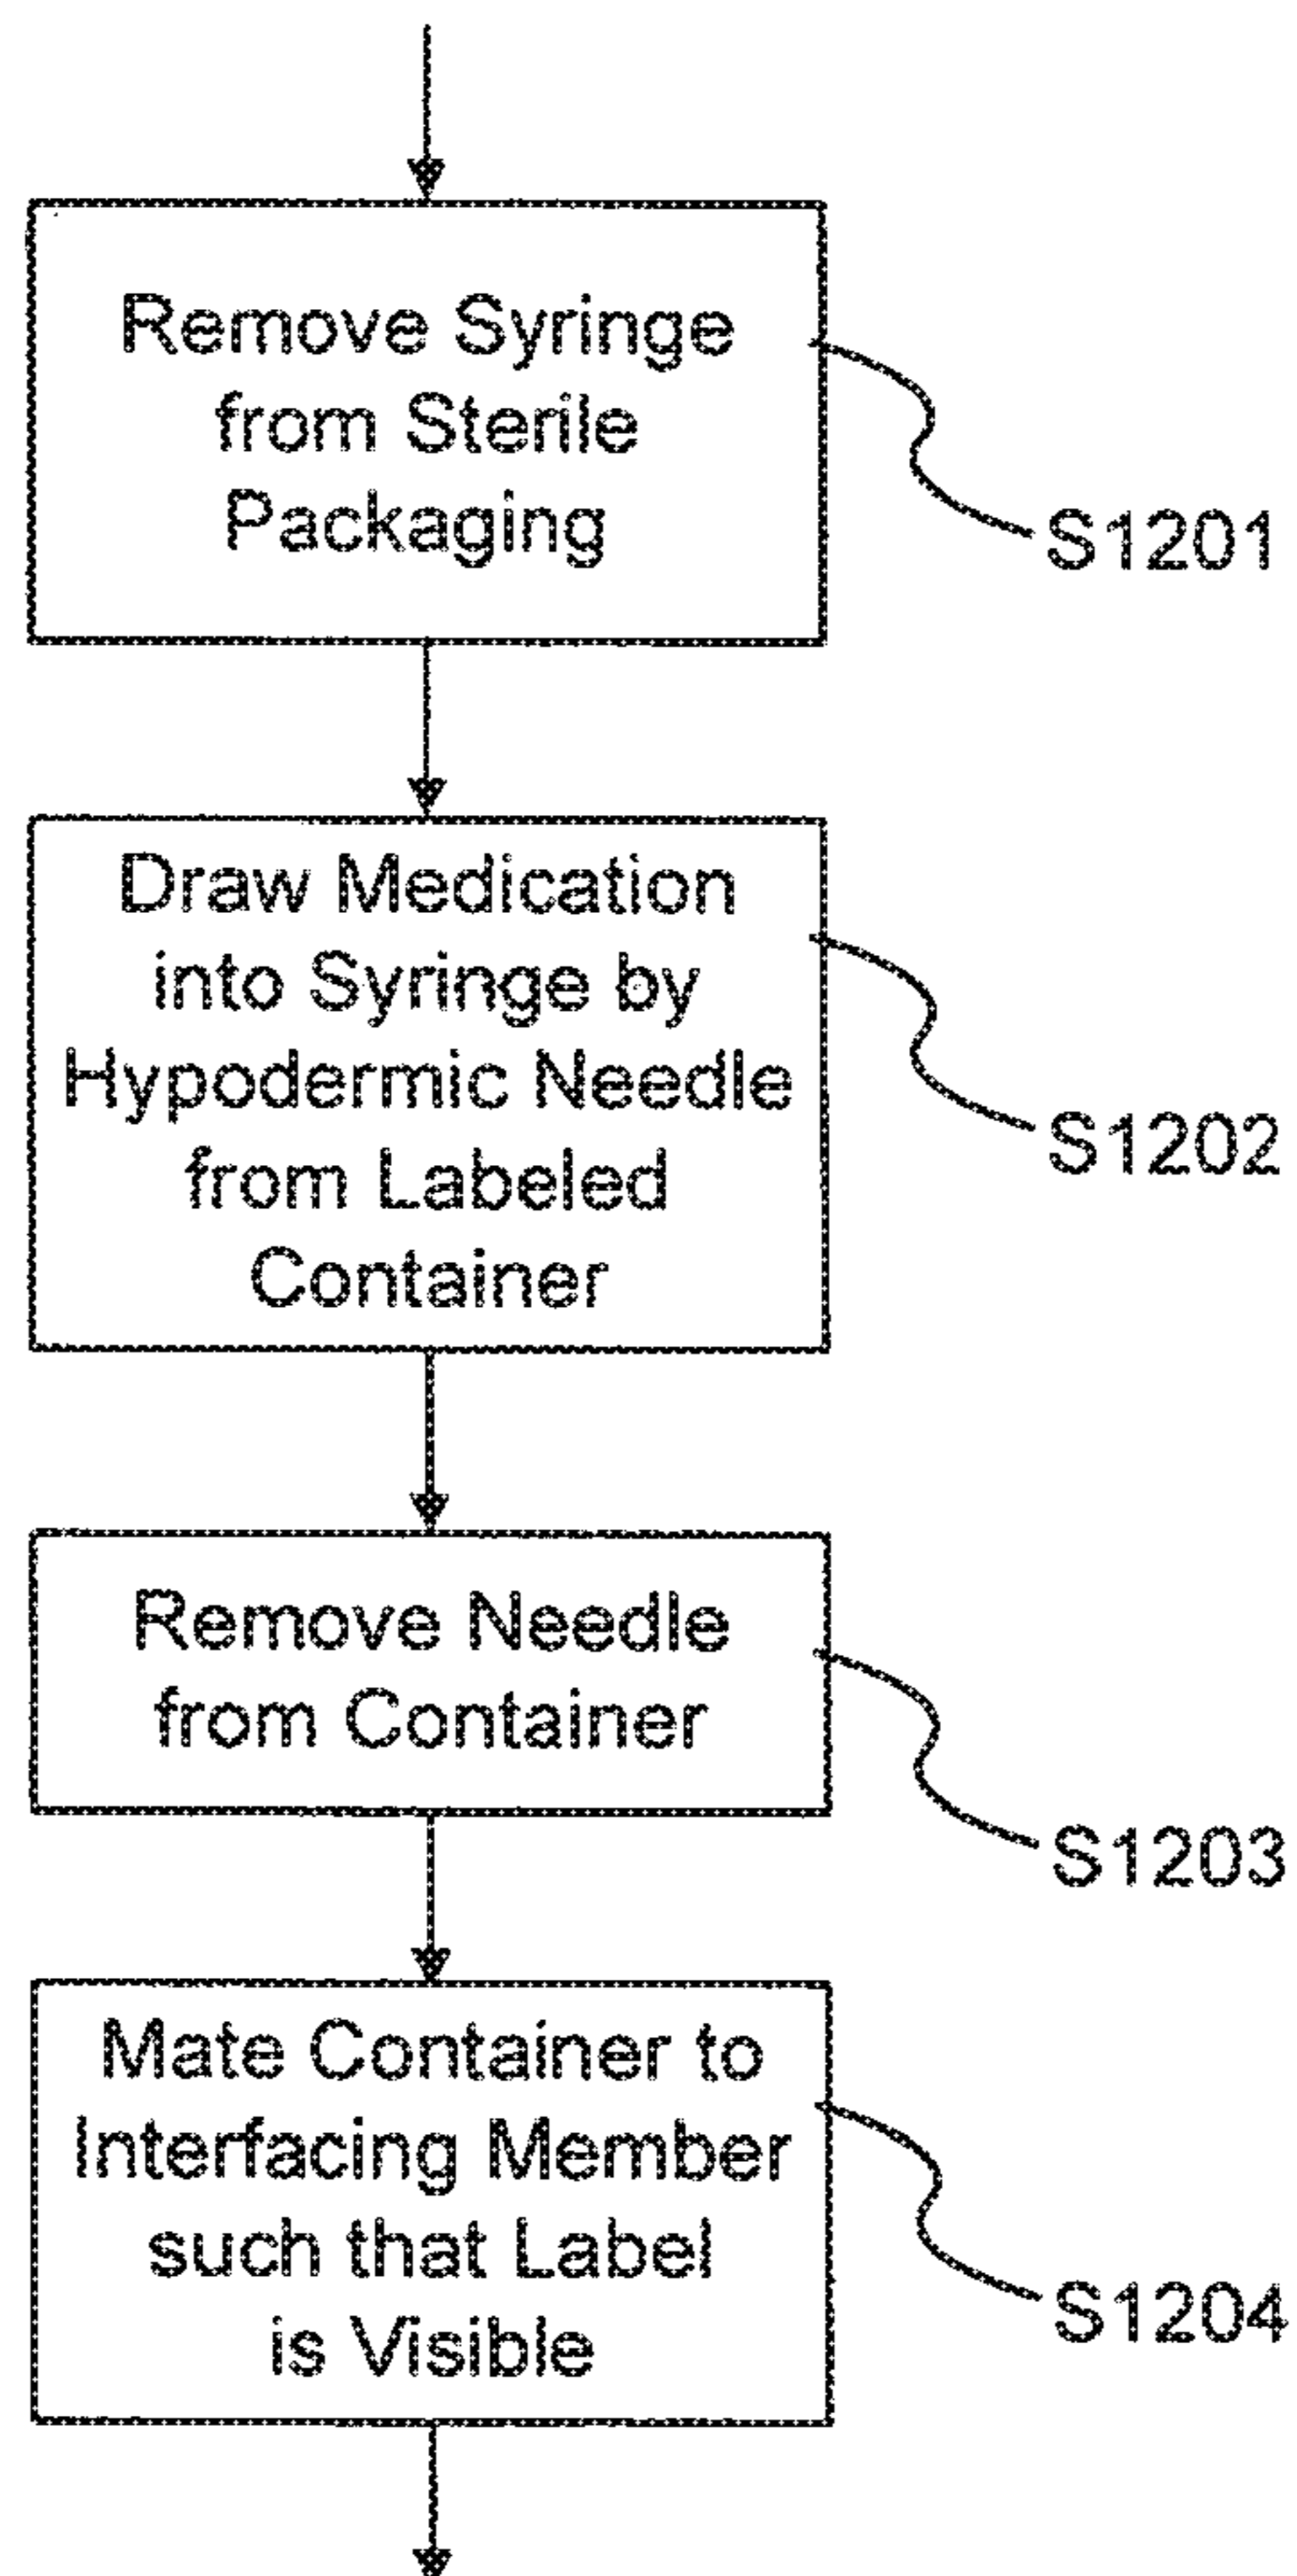 Remove Syringe
from Sterile
Packaging
S1201
Draw Medication
into Syringe by
Hypodermic Needle
from Labeled
Container
S1202
Remove Needle
from Container
S1203
Mate Container to
Interfacing Member
such that Label
is Visible
S1204